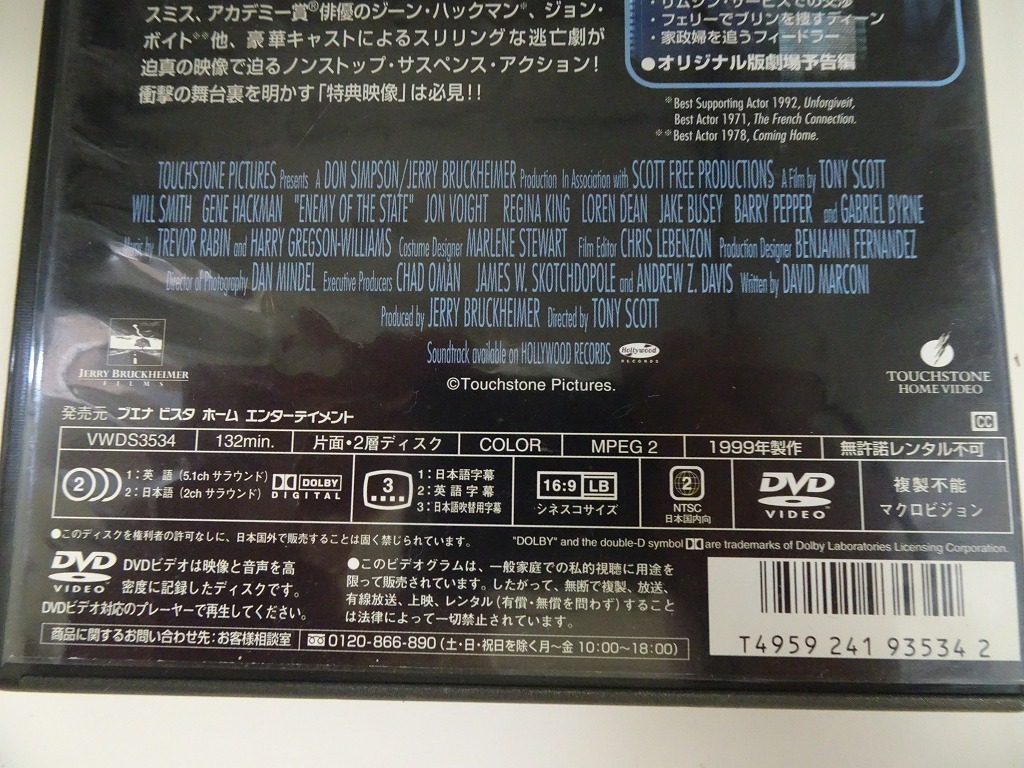 スミス、アカデミー賞®俳優のジーン・ハックマン※、ジョン・
ボイト※※他、豪華キャストによるスリリングな逃亡劇が
迫真の映像で迫るノンストップ・サスペンス・アクション!
衝撃の舞台裏を明かす「特典映像」は必見!!
・フェリーでブリンを捜すディーン
・家政婦を追うフィードラー
●オリジナル版劇場予告編
※Best Supporting Actor 1992, Unforgiveit,
Best Actor 1971, The French Connection.
※※Best Actor 1978, Coming Home.
TOUCHSTONE PICTURES Presents A DON SIMPSON/JERRY BRUCKHEIMER Production In Association with SCOTT FREE PRODUCTIONS A Film by TONY SCOTT
WILL SMITH GENE HACKMAN "ENEMY OF THE STATE" JON VOIGHT REGINA KING LOREN DEAN JAKE BUSEY BARRY PEPPER and GABRIEL BYRNE
Music by TREVOR RABIN and HARRY GREGSON-WILLIAMS Costume Designer MARLENE STEWART Film Editor CHRIS LEBENZON Production Designer BENJAMIN FERNANDEZ
Director of Photography DAN MINDEL Executive Producers CHAD OMAN JAMES W. SKOTCHDOPOLE and ANDREW Z. DAVIS Written by DAVID MARCONI
Produced by JERRY BRUCKHEIMER Directed by TONY SCOTT
Soundtrack available on HOLLYWOOD RECORDS Hollywood RECORDS
JERRY BRUCKHEIMER
FILMS
TOUCHSTONE
HOME VIDEO
©Touchstone Pictures.
発売元 ブエナ ビスタ ホーム エンターテイメント
CC
VWDS3534 132min. 片面・2層ディスク COLOR MPEG 2 1999年製作 無許諾レンタル不可
2 1:英 語 (5.1ch サラウンド)
2:日本語 (2ch サラウンド)
DOLBY
DIGITAL
3 1:日本語字幕
2:英 語 字 幕
3:日本語吹替用字幕
16:9 LB
シネスコサイズ
2
NTSC
日本国内向
DVD
VIDEO
複製不能
マクロビジョン
●このディスクを権利者の許可なしに、日本国外で販売することは固く禁じられています。
"DOLBY" and the double-D symbol are trademarks of Dolby Laboratories Licensing Corporation.
DVD
VIDEO
DVDビデオは映像と音声を高
密度に記録したディスクです。
DVDビデオ対応のプレーヤーで再生してください。
●このビデオグラムは、一般家庭での私的視聴に用途を
限って販売されています。したがって、無断で複製、放送、
有線放送、上映、レンタル(有償・無償を問わず)すること
は法律によって一切禁止されています。
商品に関するお問い合わせ先:お客様相談室 0120-866-890(土・日・祝日を除く月〜金 10:00〜18:00)
T4959 241 93534 2